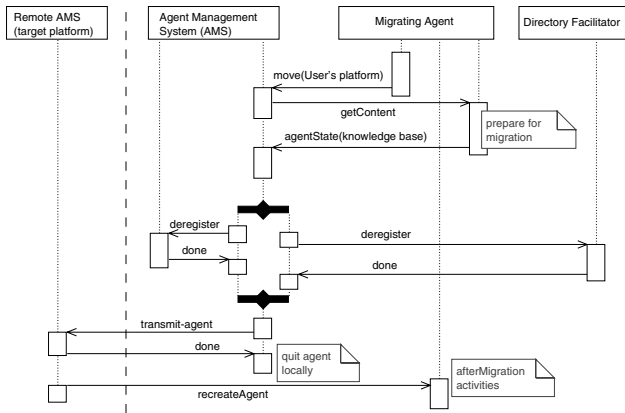 Remote AMS
(target platform)
Agent Management
System (AMS)
Migrating Agent
Directory Facilitator
move(User's platform)
getContent
prepare for
migration
agentState(knowledge base)
deregister
deregister
done
done
transmit-agent
done
quit agent
locally
afterMigration
activities
recreateAgent